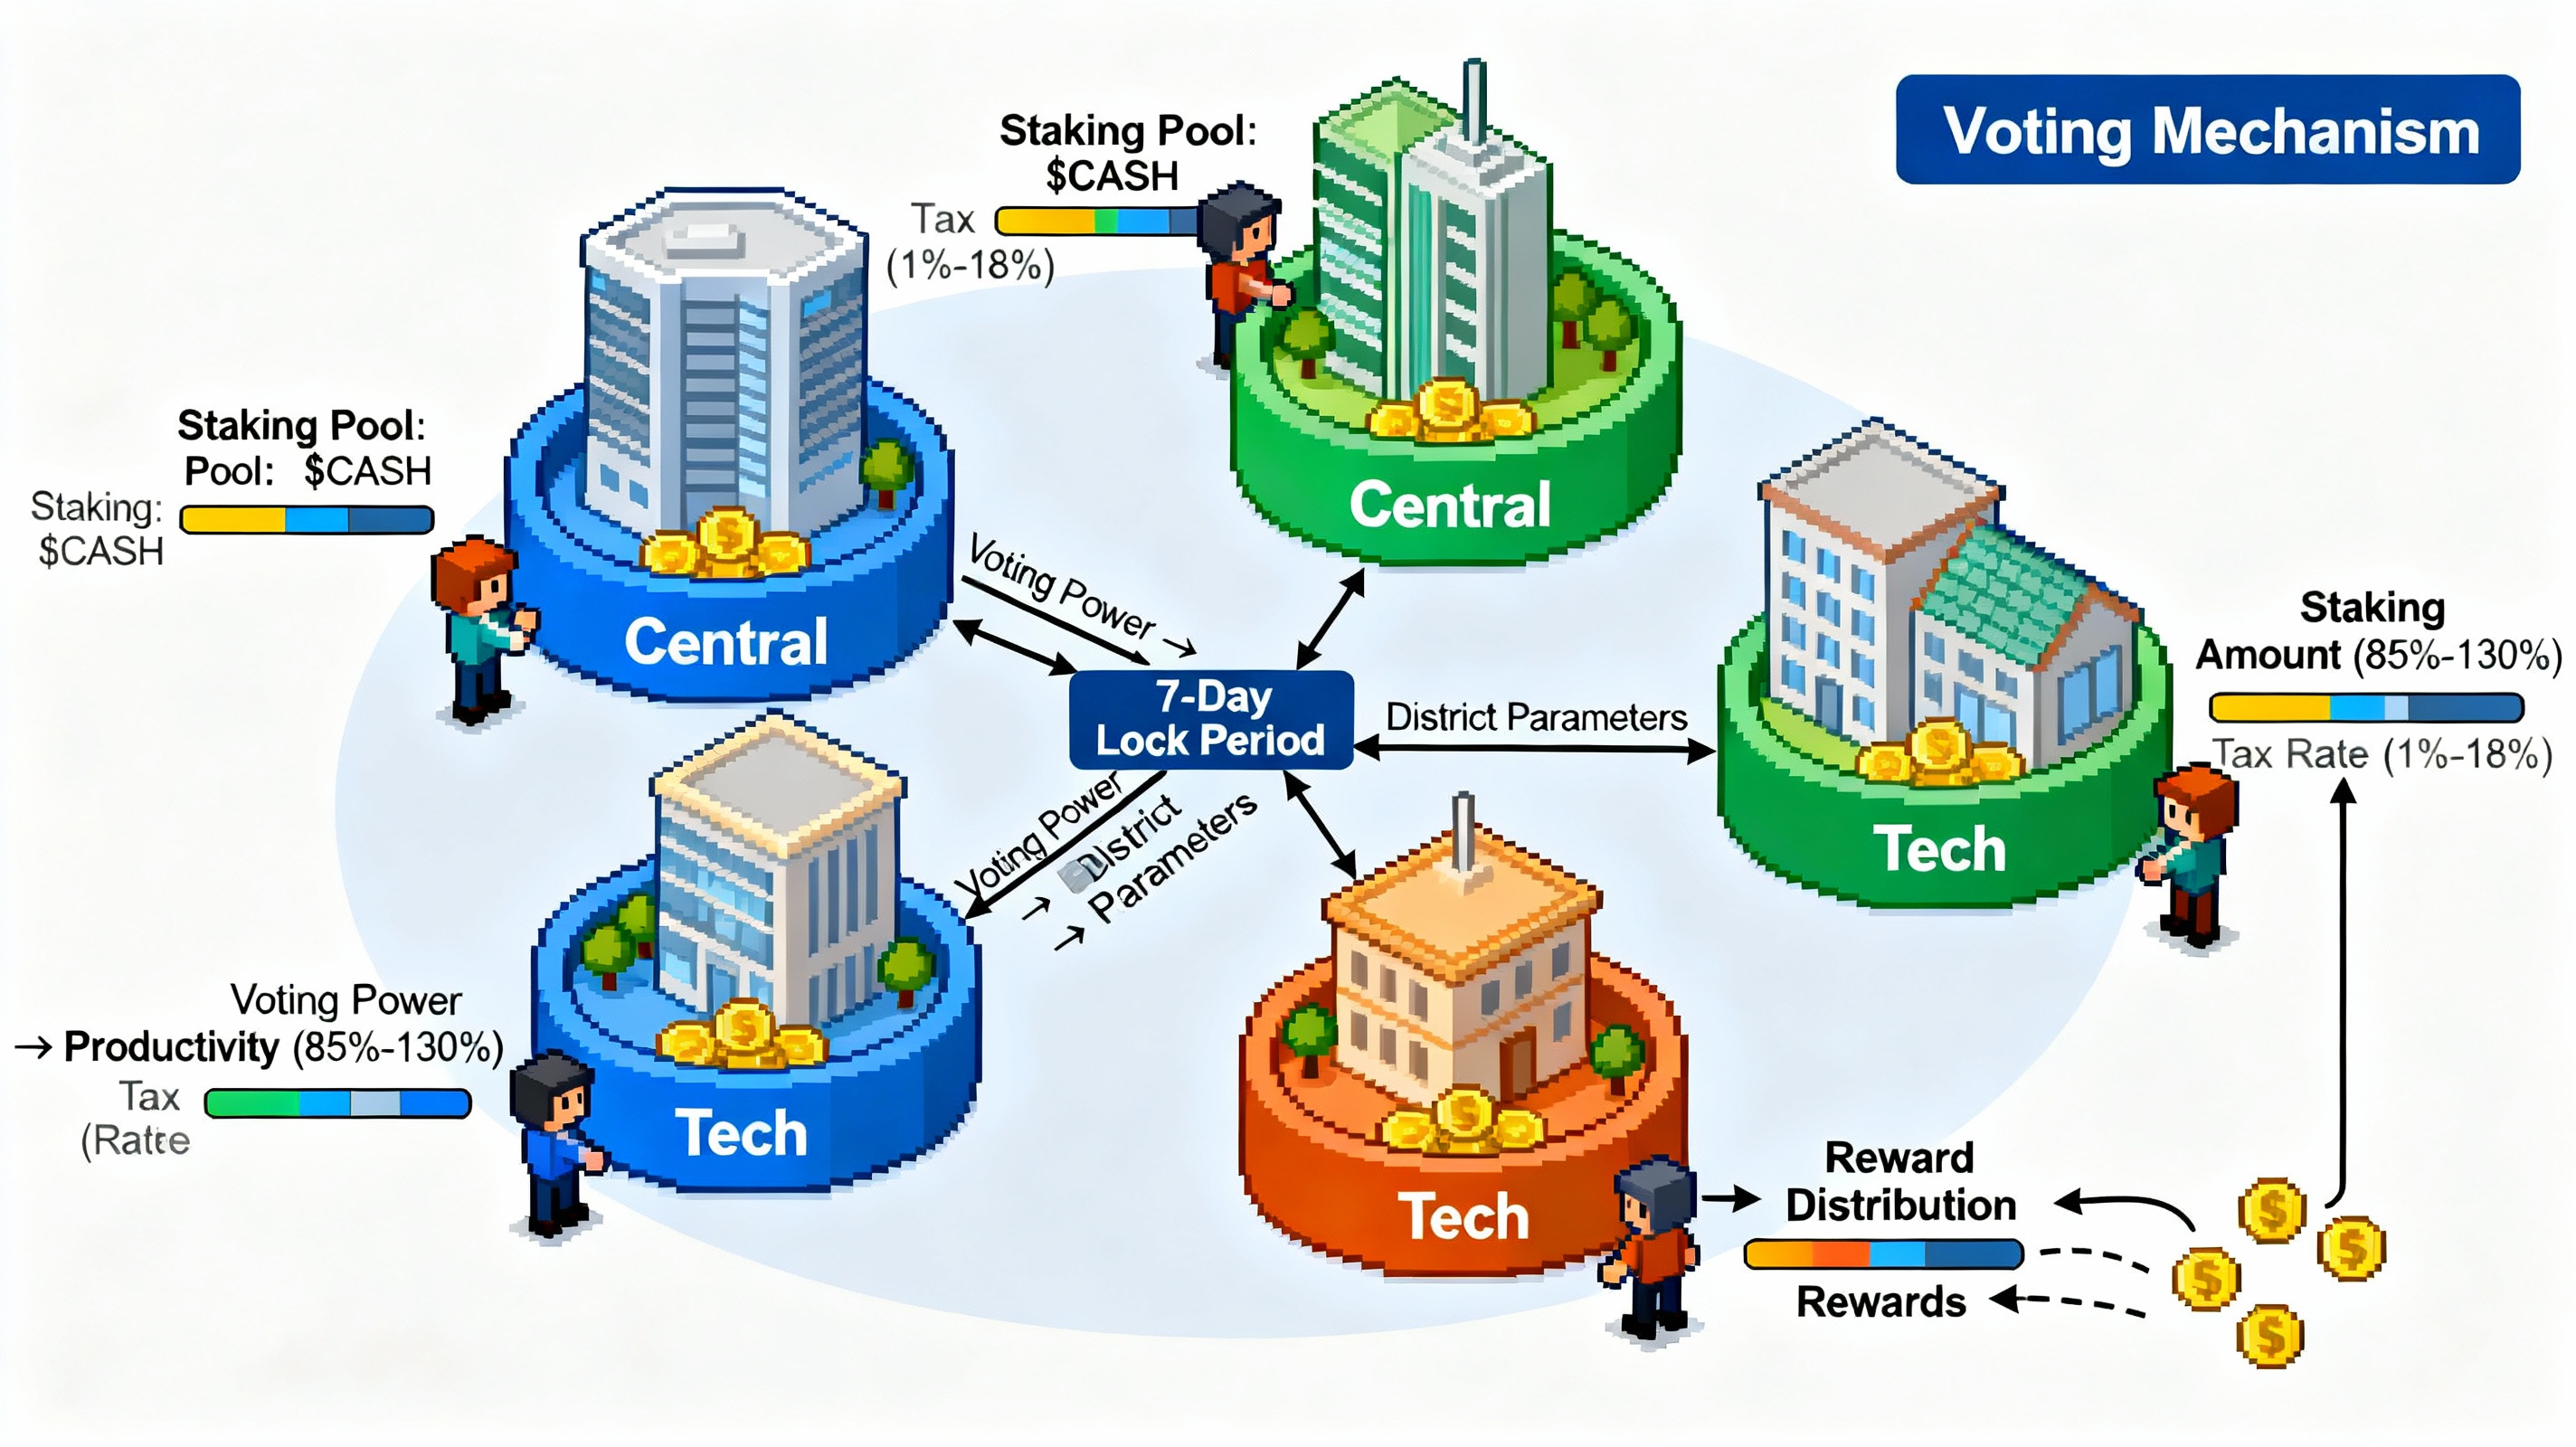 Voting Mechanism
Staking Pool:
$CASH
Tax
(1%-18%)
Central
Staking Pool:
Pool: $CASH
Staking:
$CASH
Central
Voting Power →
7-Day
Lock Period
District Parameters
Staking
Amount (85%-130%)
Tax Rate (1%-18%)
Tech
Voting Power
→ District
→ Parameters
Voting Power
→ Productivity (85%-130%)
Tax
Tech
Tech
Reward
Distribution
Rewards